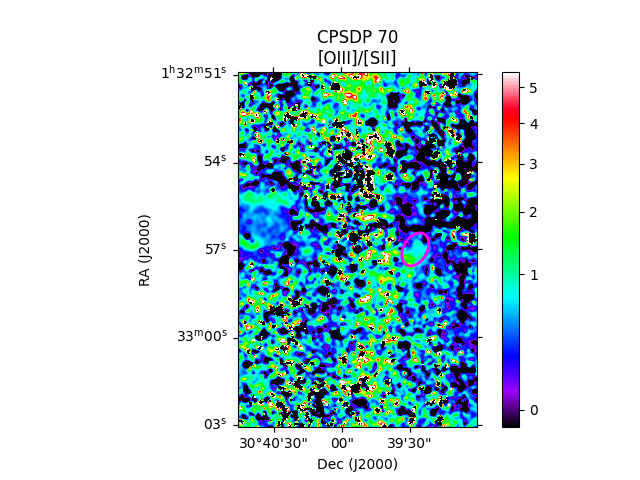 CPSDP 70
[OIII]/[SII]
1ʰ32ᵐ51ˢ
54ˢ
57ˢ
33ᵐ00ˢ
03ˢ
RA (J2000)
30°40'30"
00"
39'30"
Dec (J2000)
5
4
3
2
1
0